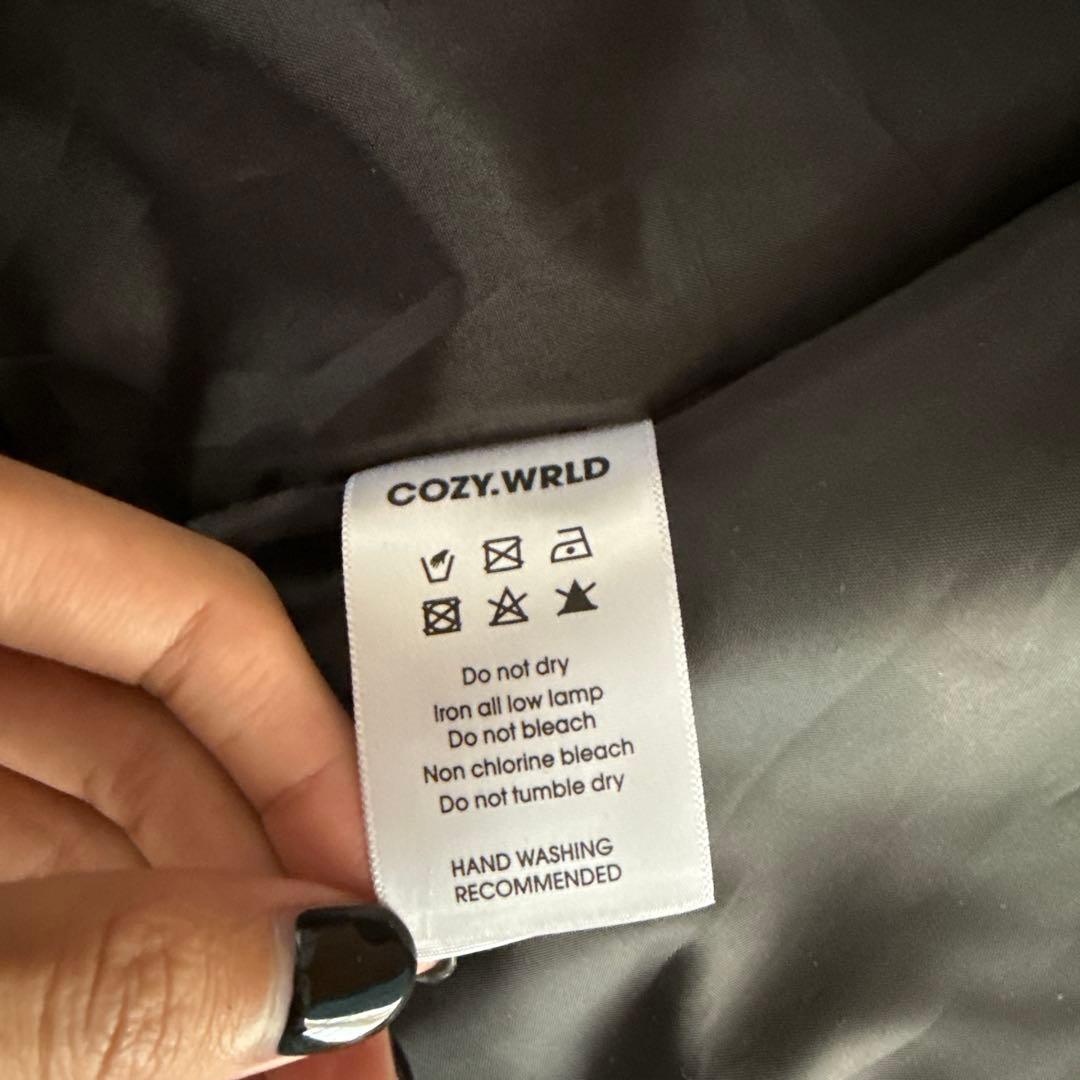 COZY.WRLD
Do not dry
Iron all low lamp
Do not bleach
Non chlorine bleach
Do not tumble dry
HAND WASHING
RECOMMENDED